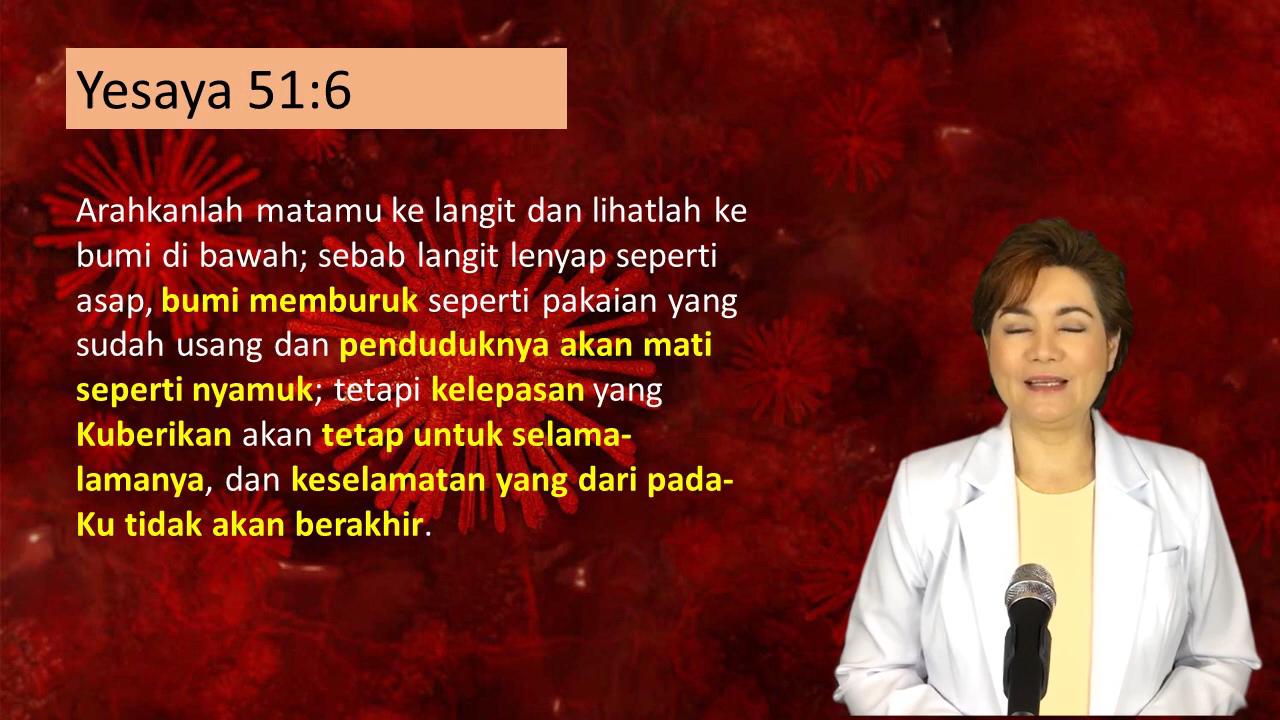 Yesaya 51:6
Arahkanlah matamu ke langit dan lihatlah ke
bumi di bawah; sebab langit lenyap seperti
asap, bumi memburuk seperti pakaian yang
sudah usang dan penduduknya akan mati
seperti nyamuk; tetapi kelepasan yang
Kuberikan akan tetap untuk selama-
lamanya, dan keselamatan yang dari pada-
Ku tidak akan berakhir.